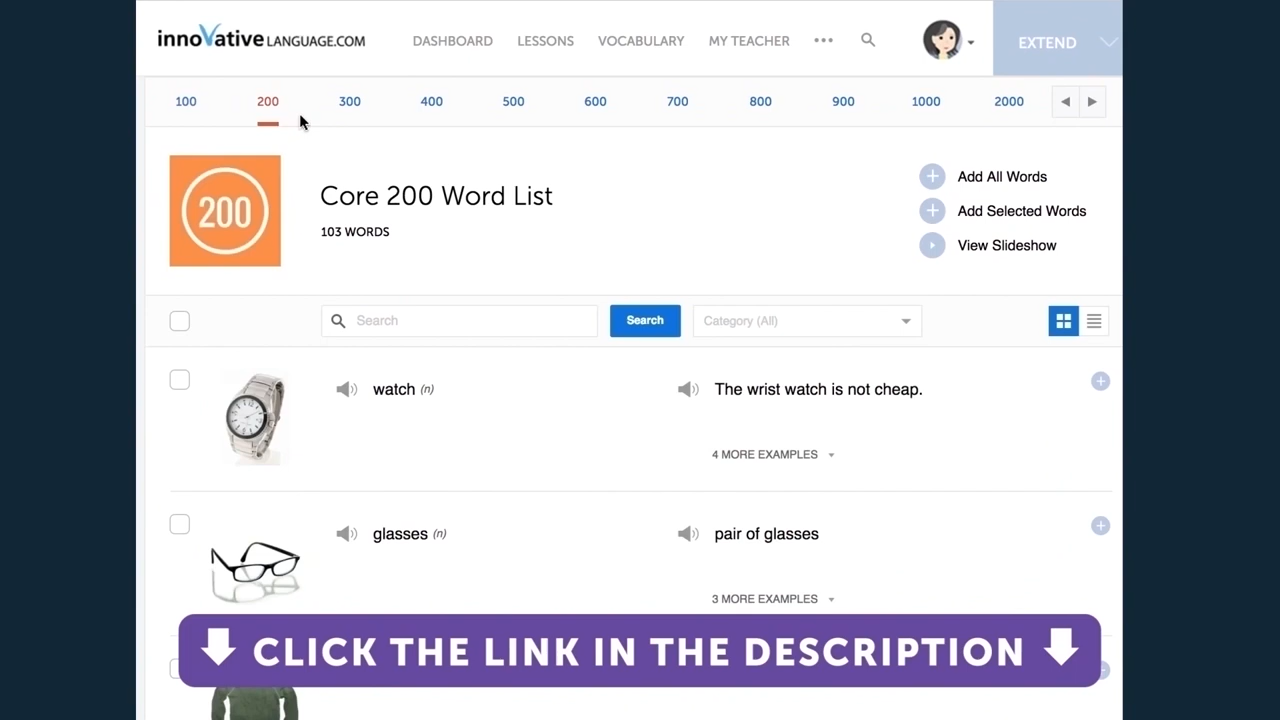 innoVative LANGUAGE.COM
DASHBOARD LESSONS VOCABULARY MY TEACHER ••• EXTEND
100 200 300 400 500 600 700 800 900 1000 2000
200
Core 200 Word List
103 WORDS
Add All Words
Add Selected Words
View Slideshow
Search Search Category (All)
watch (n) The wrist watch is not cheap.
4 MORE EXAMPLES
glasses (n) pair of glasses
3 MORE EXAMPLES
CLICK THE LINK IN THE DESCRIPTION